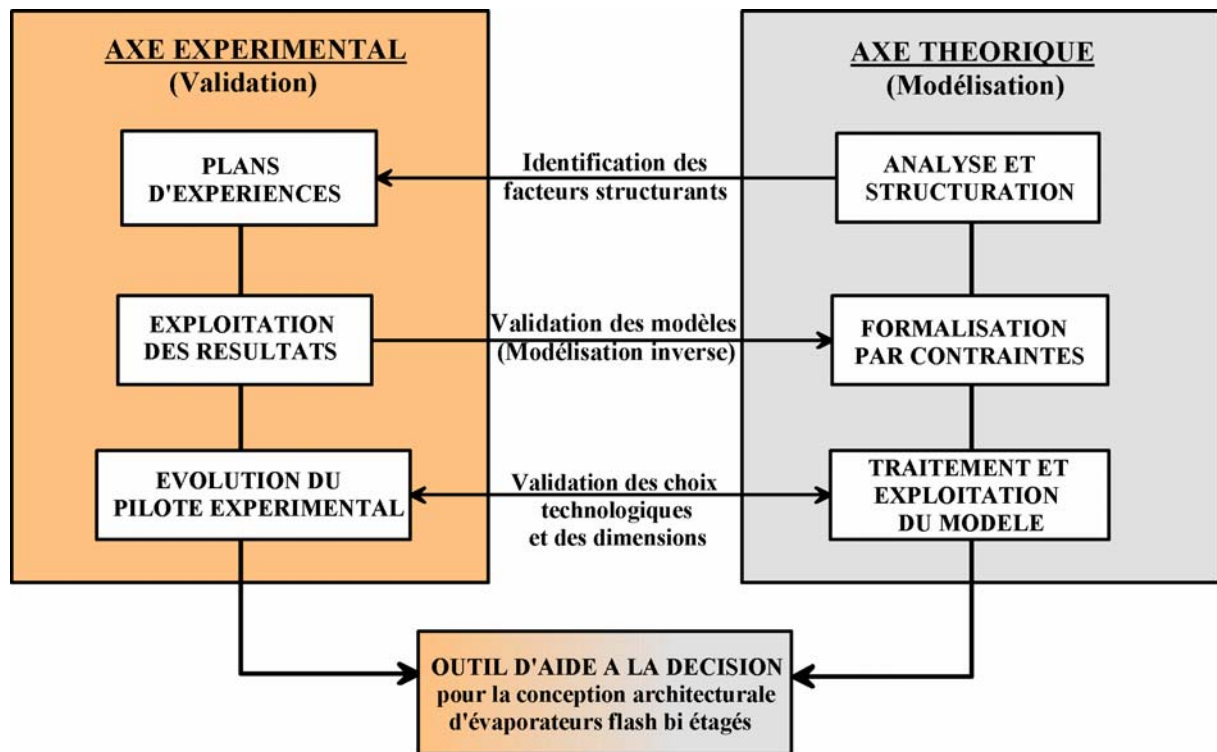 AXE EXPERIMENTAL
(Validation)
PLANS
D'EXPERIENCES
EXPLOITATION
DES RESULTATS
EVOLUTION DU
PILOTE EXPERIMENTAL
Identification des
facteurs structurants
Validation des modèles
(Modélisation inverse)
Validation des choix
technologiques
et des dimensions
AXE THEORIQUE
(Modélisation)
ANALYSE ET
STRUCTURATION
FORMALISATION
PAR CONTRAINTES
TRAITEMENT ET
EXPLOITATION
DU MODELE
OUTIL D'AIDE A LA DECISION
pour la conception architecturale
d'évaporateurs flash bi étagés